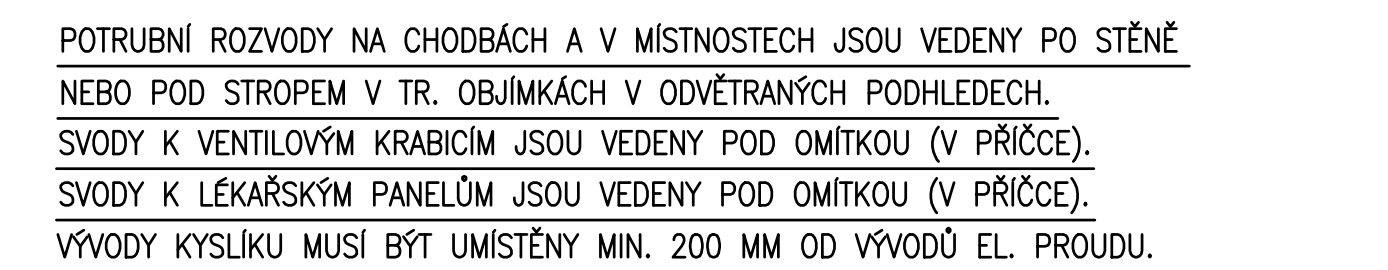 POTRUBNÍ ROZVODY NA CHODBÁCH A V MÍSTNOSTECH JSOU VEDENY PO STĚNĚ
NEBO POD STROPEM V TR. OBJÍMKÁCH V ODVĚTRANÝCH PODHLEDECH.
SVODY K VENTILOVÝM KRABICÍM JSOU VEDENY POD OMÍTKOU (V PŘÍČCE).
SVODY K LÉKAŘSKÝM PANELŮM JSOU VEDENY POD OMÍTKOU (V PŘÍČCE).
VÝVODY KYSLÍKU MUSÍ BÝT UMÍSTĚNY MIN. 200 MM OD VÝVODŮ EL. PROUDU.